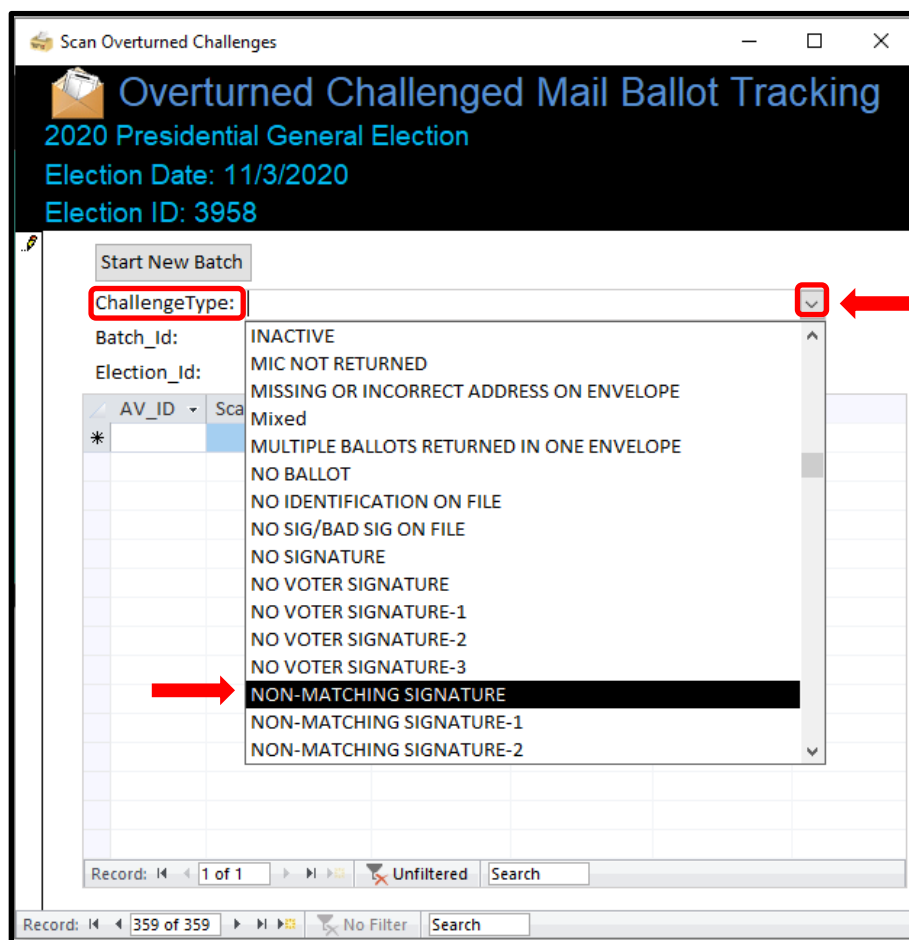 Scan Overturned Challenges
Overturned Challenged Mail Ballot Tracking
2020 Presidential General Election
Election Date: 11/3/2020
Election ID: 3958
Start New Batch
ChallengeType:
Batch_Id:
Election_Id:
INACTIVE
MIC NOT RETURNED
MISSING OR INCORRECT ADDRESS ON ENVELOPE
Mixed
MULTIPLE BALLOTS RETURNED IN ONE ENVELOPE
NO BALLOT
NO IDENTIFICATION ON FILE
NO SIG/BAD SIG ON FILE
NO SIGNATURE
NO VOTER SIGNATURE
NO VOTER SIGNATURE-1
NO VOTER SIGNATURE-2
NO VOTER SIGNATURE-3
NON-MATCHING SIGNATURE
NON-MATCHING SIGNATURE-1
NON-MATCHING SIGNATURE-2
AV_ID Sca
Record: 1 of 1 Unfiltered Search
Record: 359 of 359 No Filter Search